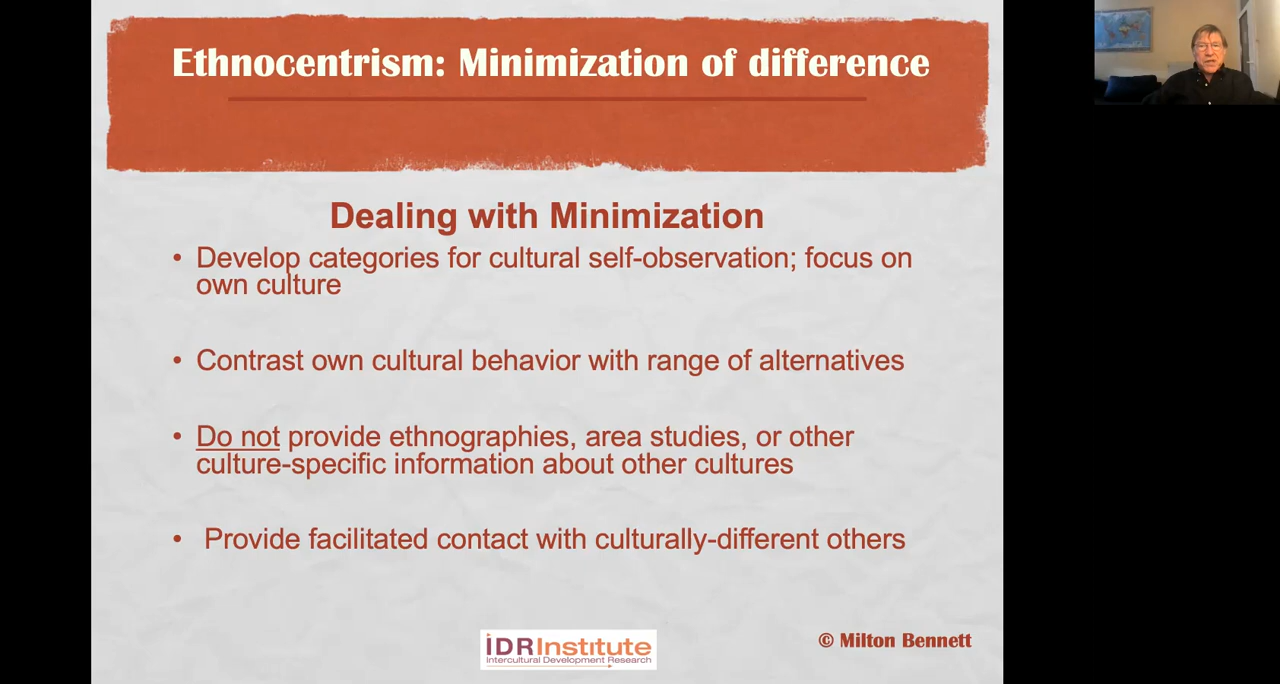 Ethnocentrism: Minimization of difference
Dealing with Minimization
• Develop categories for cultural self-observation; focus on
own culture
• Contrast own cultural behavior with range of alternatives
• Do not provide ethnographies, area studies, or other
culture-specific information about other cultures
• Provide facilitated contact with culturally-different others
IDRInstitute
Intercultural Development Research
© Milton Bennett